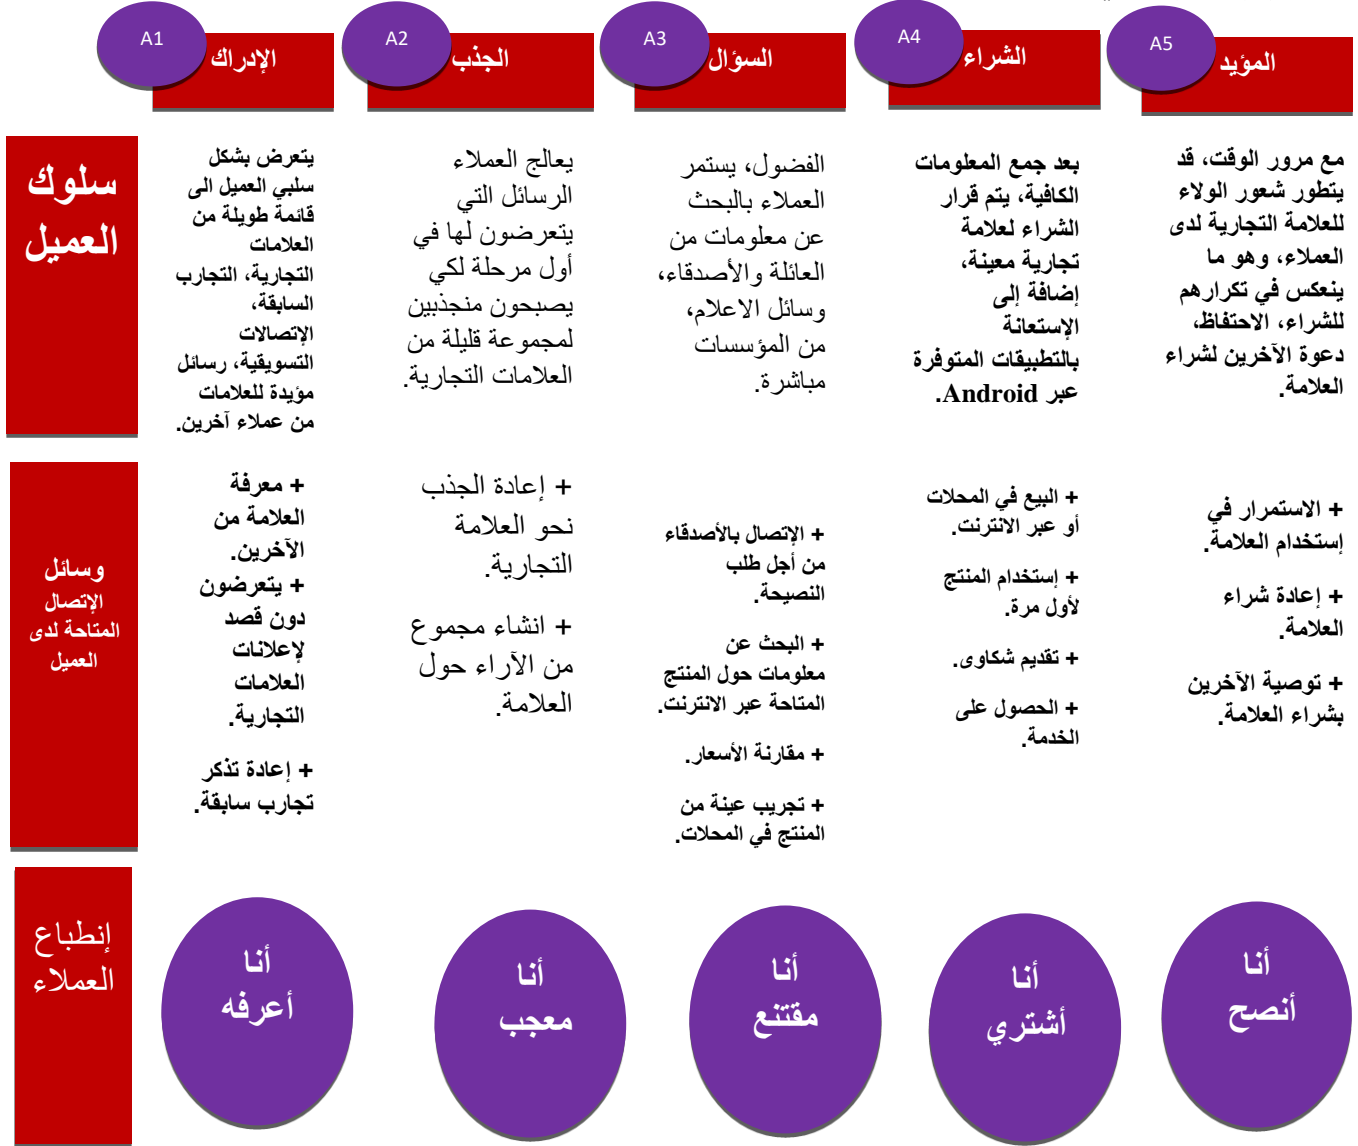 A1
الإدراك
A2
الجذب
A3
السؤال
A4
الشراء
A5
المؤيد
سلوك
العميل
يتعرض بشكل
سلبي العميل الى
قائمة طويلة من
العلامات
التجارية، التجارب
السابقة،
الإتصالات
التسويقية، رسائل
مؤيدة للعلامات
من عملاء آخرين.
يعالج العملاء
الرسائل التي
يتعرضون لها في
أول مرحلة لكي
يصبحون منجذبين
لمجموعة قليلة من
العلامات التجارية.
الفضول، يستمر
العملاء بالبحث
عن معلومات من
العائلة والأصدقاء،
وسائل الاعلام،
من المؤسسات
مباشرة.
بعد جمع المعلومات
الكافية، يتم قرار
الشراء لعلامة
تجارية معينة،
إضافة إلى
الإستعانة
بالتطبيقات المتوفرة
عبر Android.
مع مرور الوقت، قد
يتطور شعور الولاء
للعلامة التجارية لدى
العملاء، وهو ما
ينعكس في تكرارهم
للشراء، الاحتفاظ،
دعوة الآخرين لشراء
العلامة.
وسائل
الإتصال
المتاحة لدى
العميل
+ معرفة
العلامة من
الآخرين.
+ يتعرضون
دون قصد
لإعلانات
العلامات
التجارية.
+ إعادة تذكر
تجارب سابقة.
+ إعادة الجذب
نحو العلامة
التجارية.
+ انشاء مجموع
من الآراء حول
العلامة.
+ الإتصال بالأصدقاء
من أجل طلب
النصيحة.
+ البحث عن
معلومات حول المنتج
المتاحة عبر الانترنت.
+ مقارنة الأسعار.
+ تجريب عينة من
المنتج في المحلات.
+ البيع في المحلات
أو عبر الانترنت.
+ إستخدام المنتج
لأول مرة.
+ تقديم شكاوى.
+ الحصول على
الخدمة.
+ الاستمرار في
إستخدام العلامة.
+ إعادة شراء
العلامة.
+ توصية الآخرين
بشراء العلامة.
إنطباع
العملاء
أنا
أعرفه
أنا
معجب
أنا
مقتنع
أنا
أشتري
أنا
أنصح